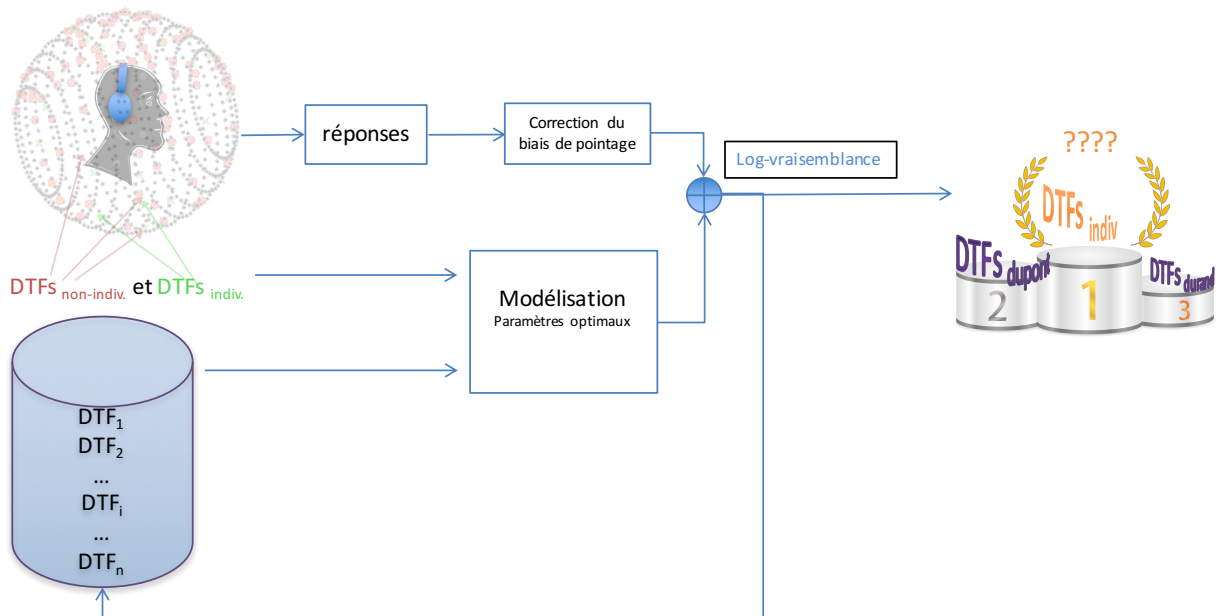 réponses
Correction du
biais de pointage
Log-vraisemblance
????
DTFs indiv
DTFs dupont
DTFs durand
2
1
3
DTFs non-indiv. et DTFs indiv.
Modélisation
Paramètres optimaux
DTF1
DTF2
...
DTFi
...
DTFn